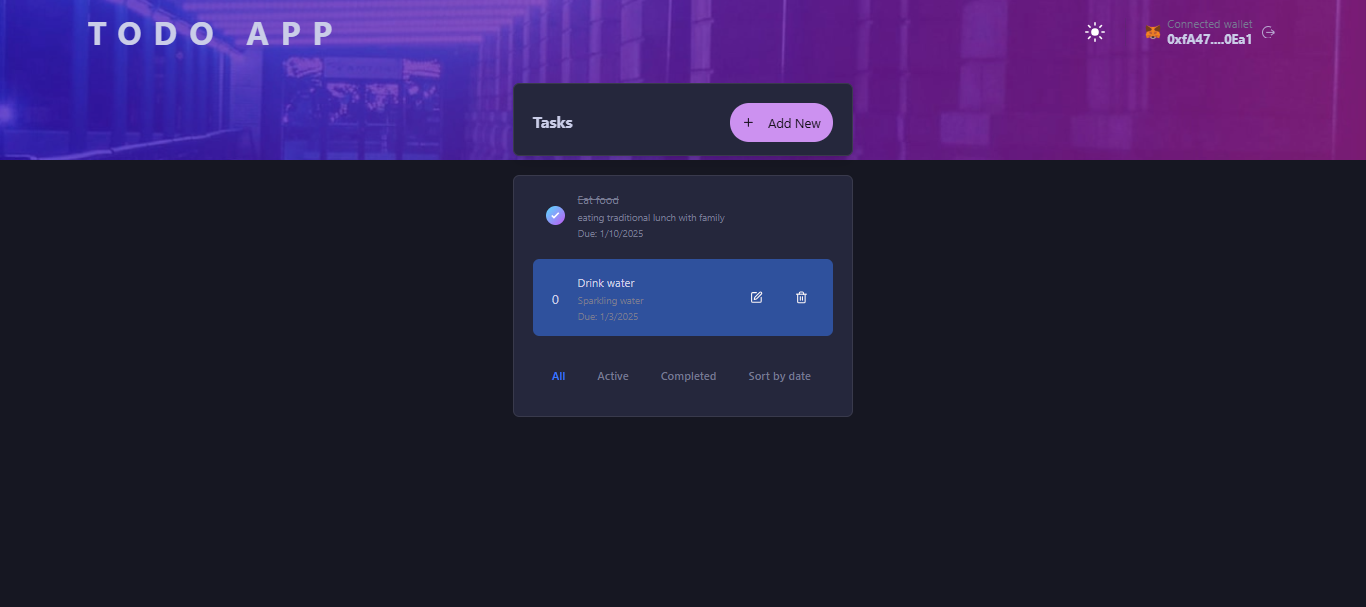 TODO APP
Connected wallet
0xfA47....0Ea1
Tasks
+ Add New
Eat food
eating traditional lunch with family
Due: 1/10/2025
0
Drink water
Sparkling water
Due: 1/3/2025
All Active Completed Sort by date